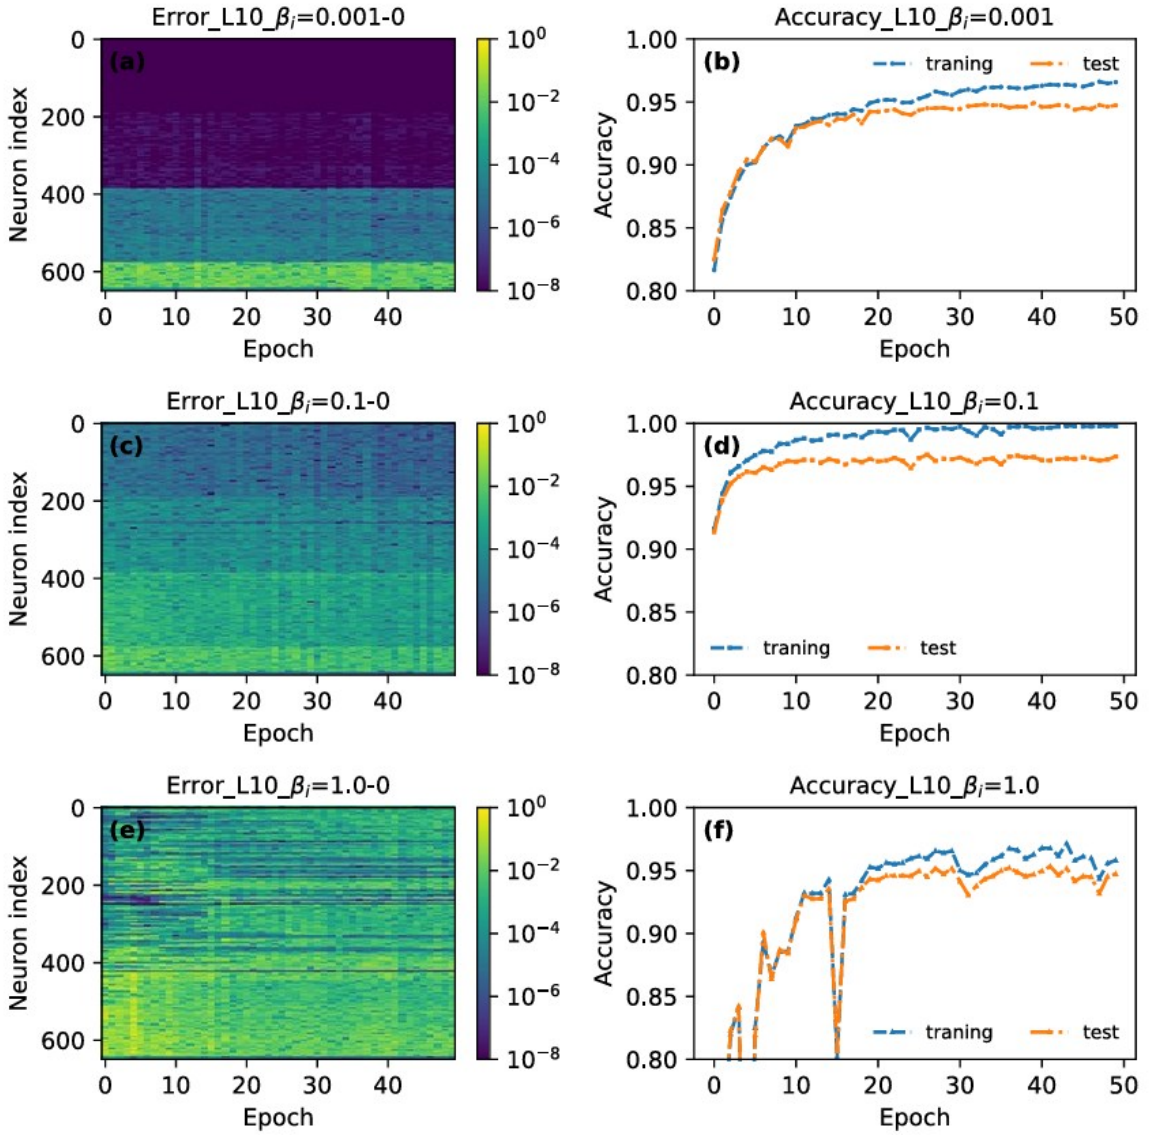 Error_L10_βi=0.001-0
(a)
0
200
400
600
Neuron index
0 10 20 30 40
Epoch
10^0
10^-2
10^-4
10^-6
10^-8
Accuracy_L10_βi=0.001
(b)
traning test
1.00
0.95
0.90
0.85
0.80
Accuracy
0 10 20 30 40 50
Epoch
Error_L10_βi=0.1-0
(c)
0
200
400
600
Neuron index
0 10 20 30 40
Epoch
10^0
10^-2
10^-4
10^-6
10^-8
Accuracy_L10_βi=0.1
(d)
1.00
0.95
0.90
0.85
0.80
Accuracy
traning test
0 10 20 30 40 50
Epoch
Error_L10_βi=1.0-0
(e)
0
200
400
600
Neuron index
0 10 20 30 40
Epoch
10^0
10^-2
10^-4
10^-6
10^-8
Accuracy_L10_βi=1.0
(f)
1.00
0.95
0.90
0.85
0.80
Accuracy
traning test
0 10 20 30 40 50
Epoch